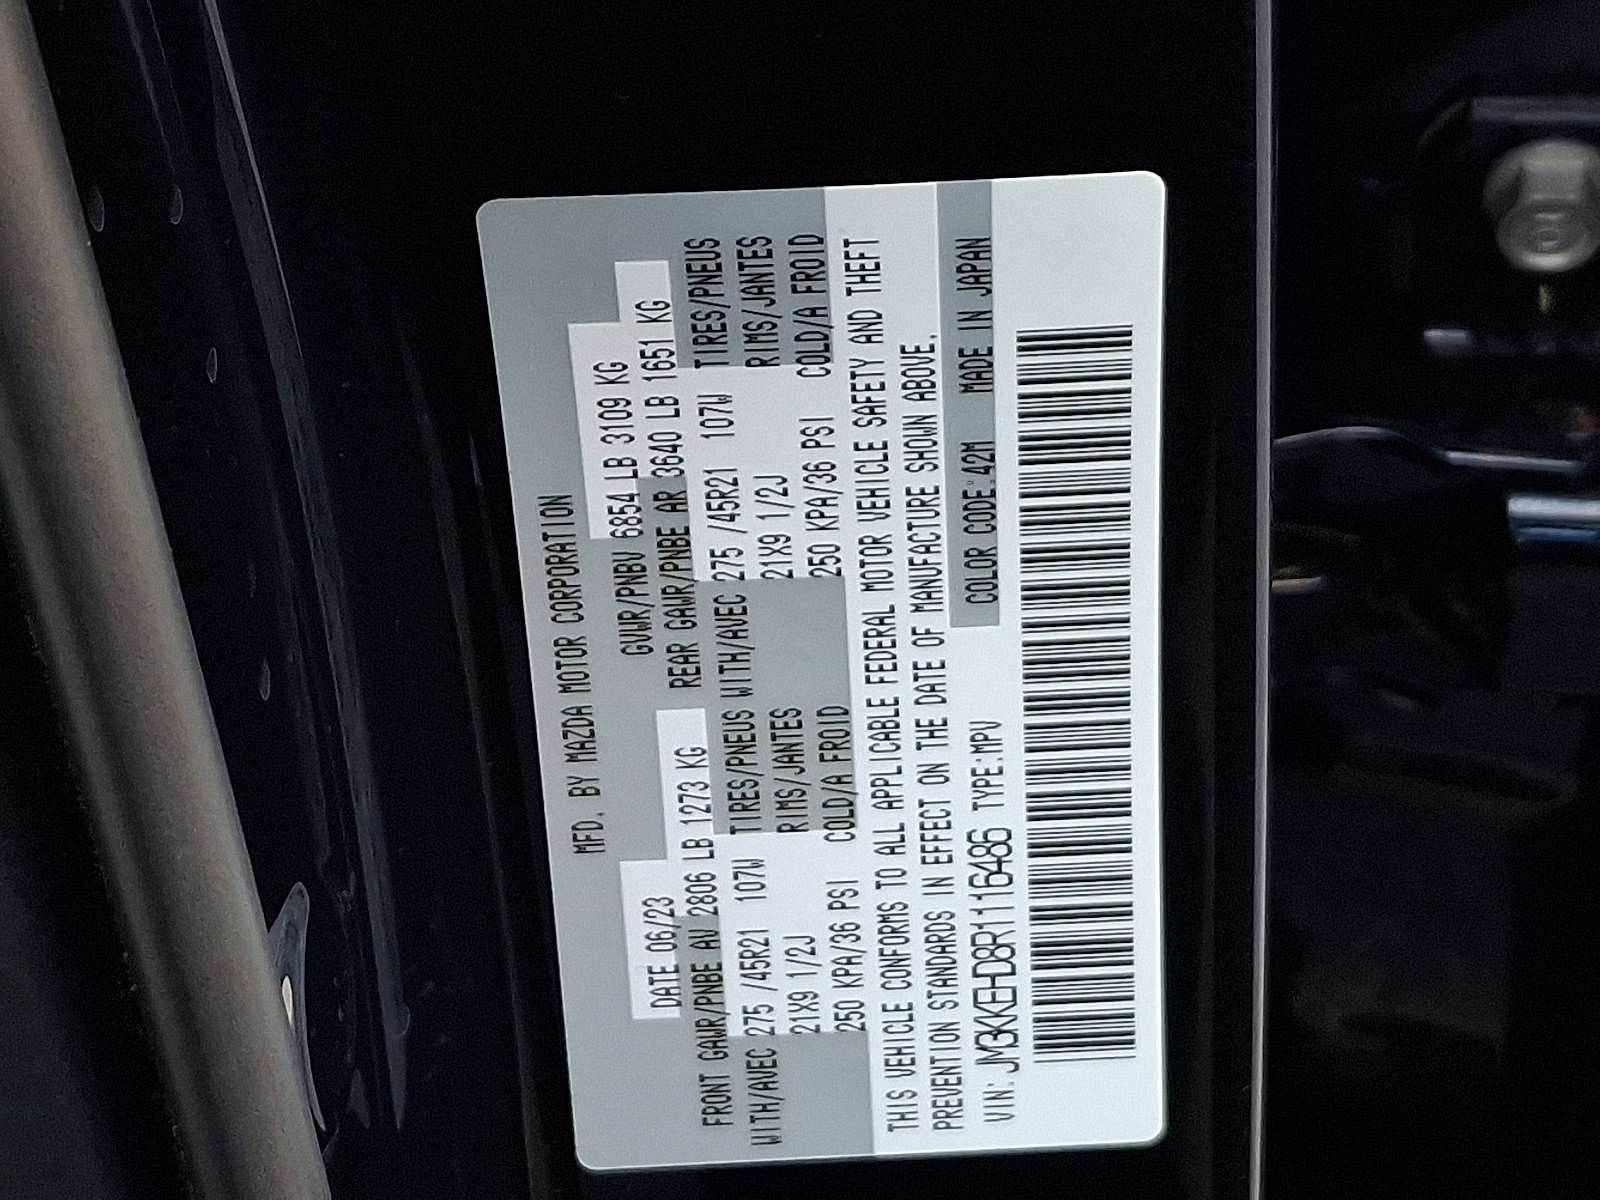 MFD. BY MAZDA MOTOR CORPORATION
DATE 06/23 GVWR/PNBV 6854 LB 3109 KG
FRONT GAWR/PNBE AV 2806 LB 1273 KG REAR GAWR/PNBE AR 3640 LB 1651 KG
WITH/AVEC 275 /45R21 107W TIRES/PNEUS WITH/AVEC 275 /45R21 107W TIRES/PNEUS
21X9 1/2J RIMS/JANTES 21X9 1/2J RIMS/JANTES
250 KPA/36 PSI COLD/A FROID 250 KPA/36 PSI COLD/A FROID
THIS VEHICLE CONFORMS TO ALL APPLICABLE FEDERAL MOTOR VEHICLE SAFETY AND THEFT
PREVENTION STANDARDS IN EFFECT ON THE DATE OF MANUFACTURE SHOWN ABOVE.
VIN: JM3KKEHD8R1116486 TYPE:MPV COLOR CODE:42M MADE IN JAPAN